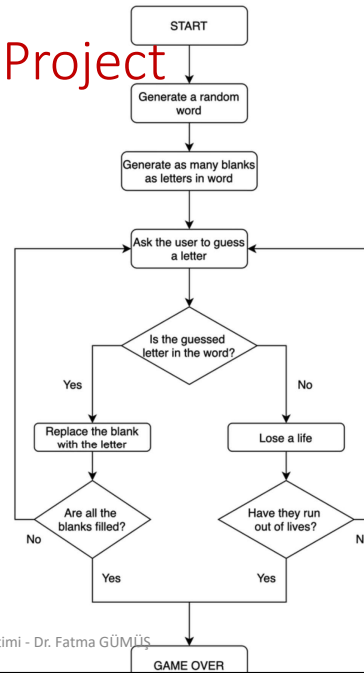 START
Project
Generate a random
word
Generate as many blanks
as letters in word
Ask the user to guess
a letter
Is the guessed
letter in the word?
Yes
No
Replace the blank
with the letter
Lose a life
Are all the
blanks filled?
Have they run
out of lives?
No
Yes
Yes
Dr. Fatma GÜMÜŞ
GAME OVER